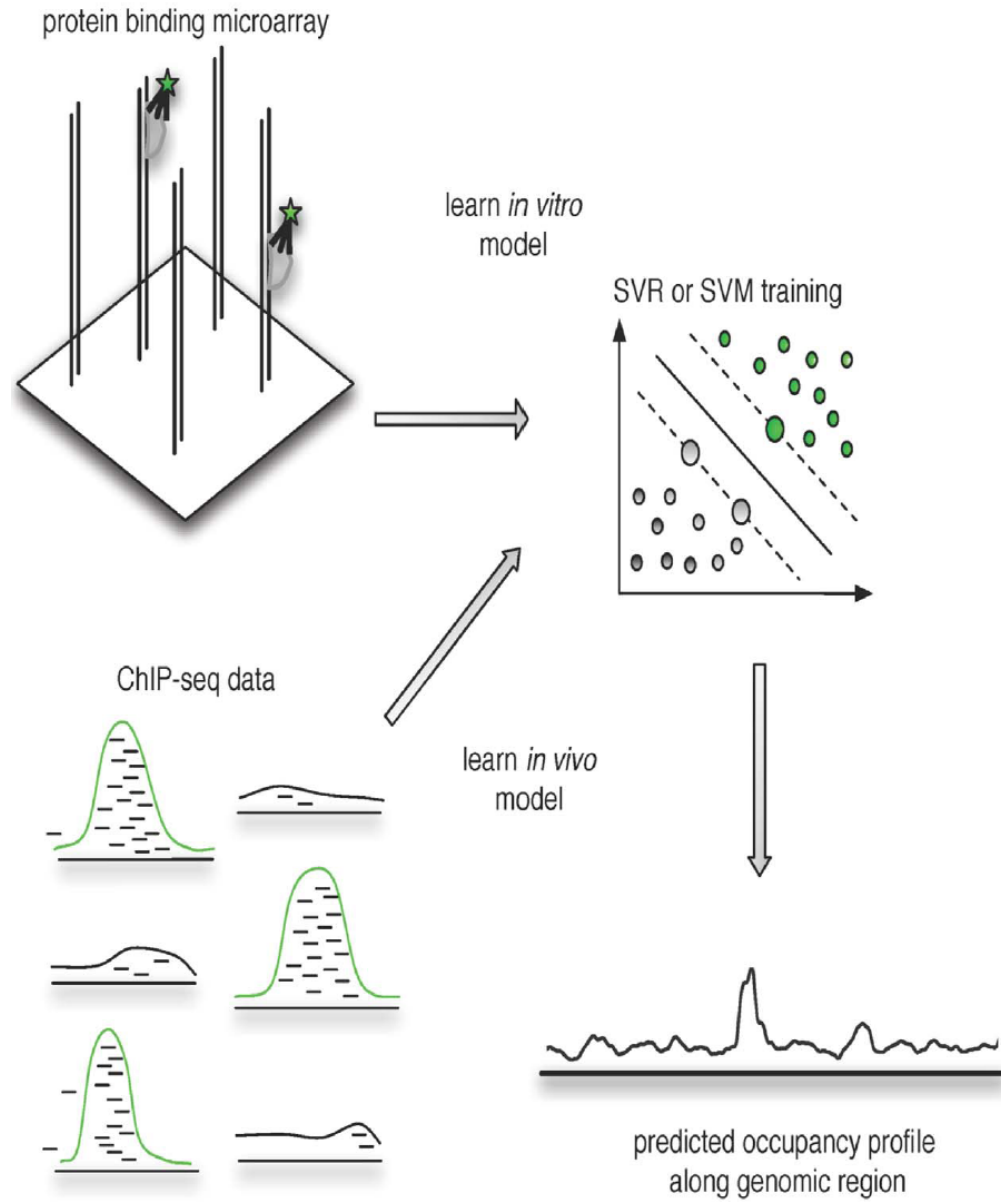 protein binding microarray
learn in vitro
model
SVR or SVM training
ChIP-seq data
learn in vivo
model
predicted occupancy profile
along genomic region